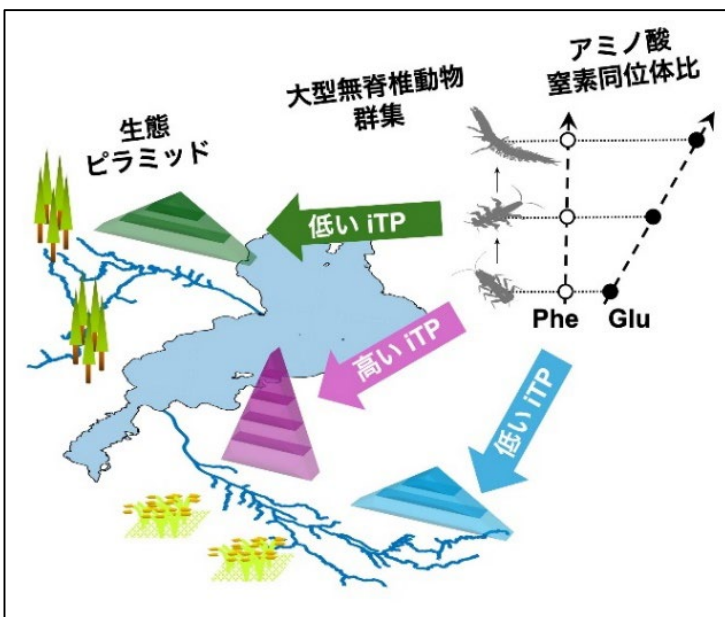 アミノ酸
窒素同位体比
大型無脊椎動物
群集
生態
ピラミッド
低い iTP
Phe Glu
高い iTP
低い iTP